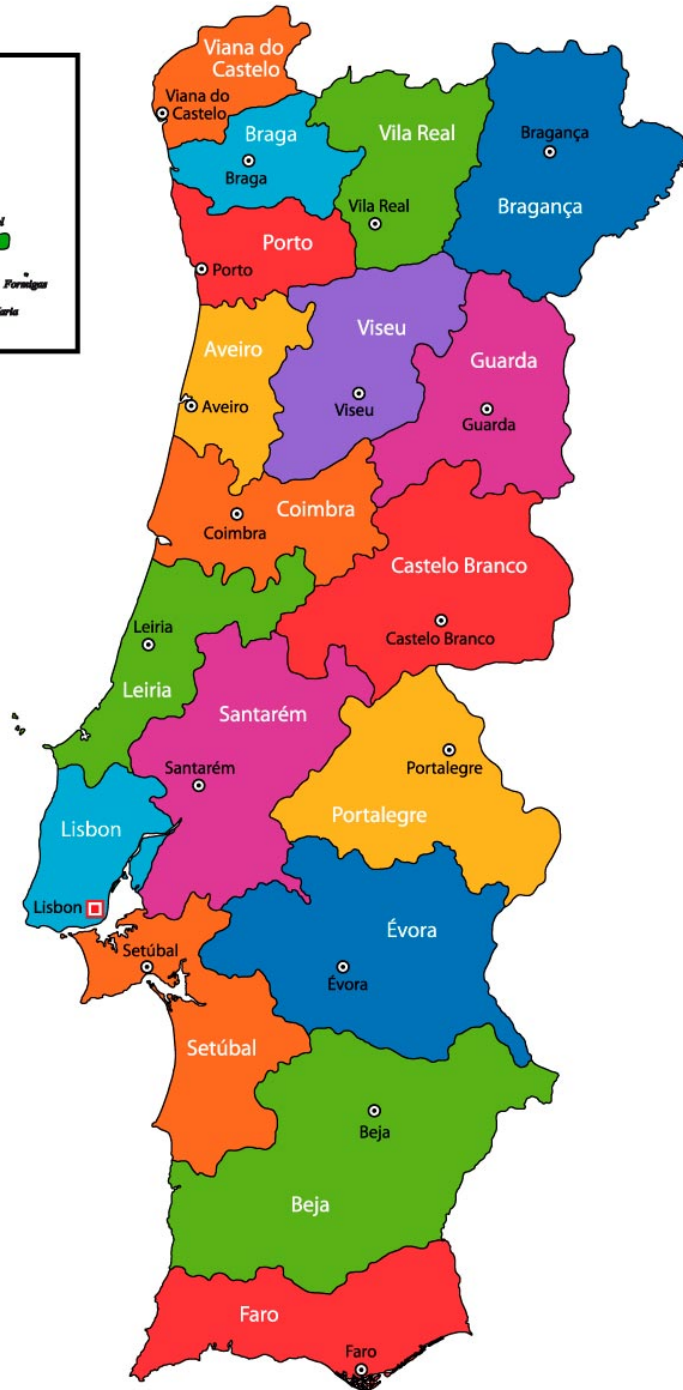 Viana do
Castelo
Viana do
Castelo
Braga
Braga
Vila Real
Vila Real
Bragança
Bragança
Porto
Porto
Formigas
Aveiro
Aveiro
Viseu
Viseu
Guarda
Guarda
Coimbra
Coimbra
Castelo Branco
Castelo Branco
Leiria
Leiria
Santarém
Santarém
Portalegre
Portalegre
Lisbon
Lisbon
Évora
Évora
Setúbal
Setúbal
Beja
Beja
Faro
Faro